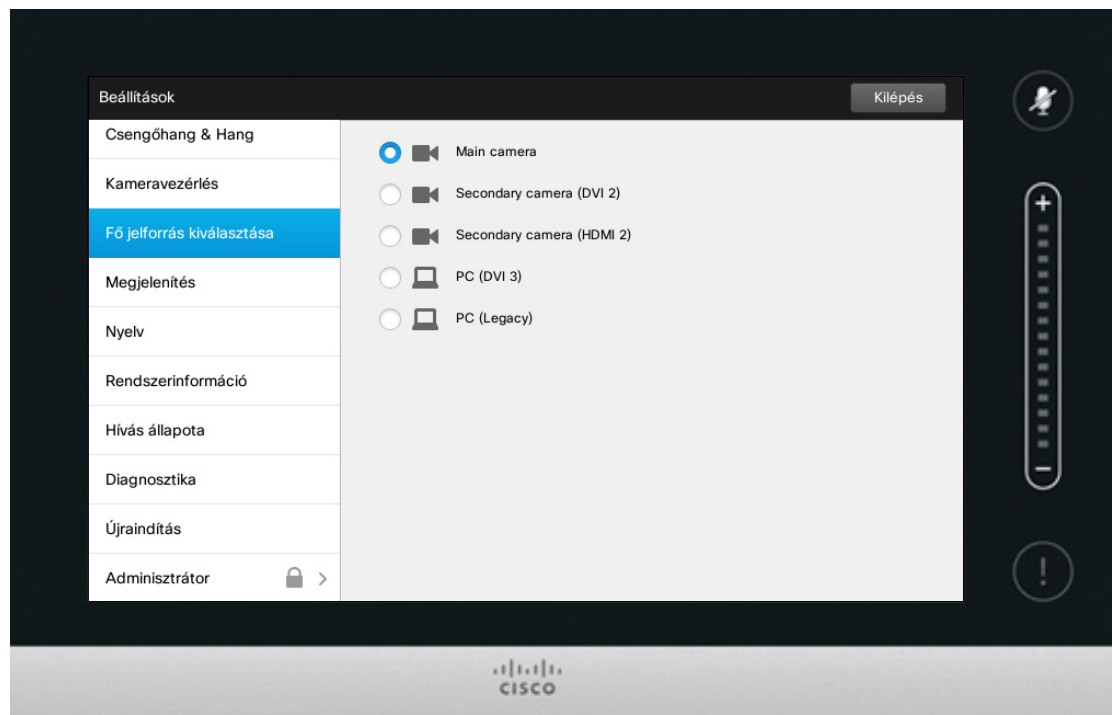 Beállítások
Kilépés
Csengőhang & Hang
Kameravezérlés
Fő jelforrás kiválasztása
Megjelenítés
Nyelv
Rendszerinformáció
Hívás állapota
Diagnosztika
Újraindítás
Adminisztrátor
Main camera
Secondary camera (DVI 2)
Secondary camera (HDMI 2)
PC (DVI 3)
PC (Legacy)
+
–
!
CISCO